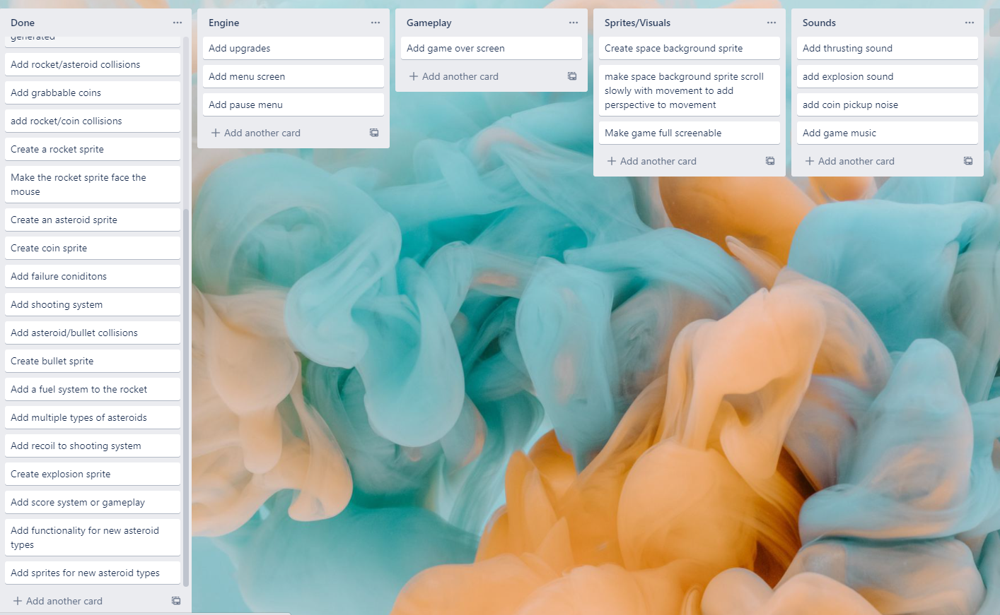 Done
generated
Add rocket/asteroid collisions
Add grabbable coins
add rocket/coin collisions
Create a rocket sprite
Make the rocket sprite face the
mouse
Create an asteroid sprite
Create coin sprite
Add failure coniditons
Add shooting system
Add asteroid/bullet collisions
Create bullet sprite
Add a fuel system to the rocket
Add multiple types of asteroids
Add recoil to shooting system
Create explosion sprite
Add score system or gameplay
Add functionality for new asteroid
types
Add sprites for new asteroid types
Add another card
Engine
Add upgrades
Add menu screen
Add pause menu
Add another card
Gameplay
Add game over screen
Add another card
Sprites/Visuals
Create space background sprite
make space background sprite scroll
slowly with movement to add
perspective to movement
Make game full screenable
Add another card
Sounds
Add thrusting sound
add explosion sound
add coin pickup noise
Add game music
Add another card